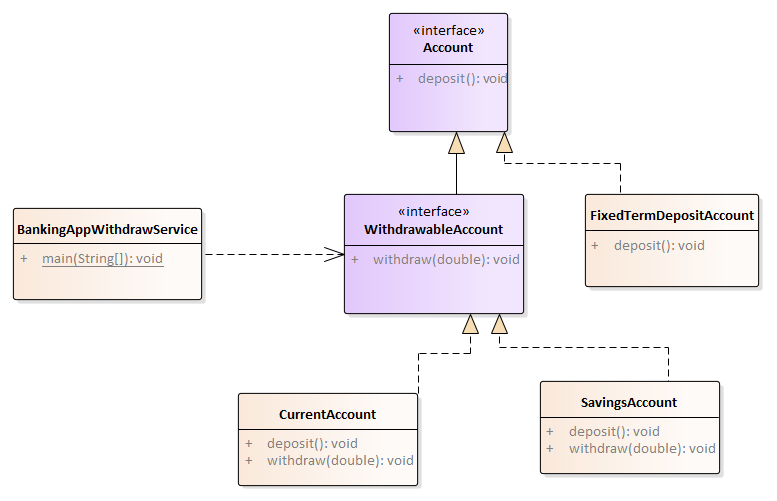 «interface»
Account
+ deposit(): void
«interface»
WithdrawableAccount
+ withdraw(double): void
BankingAppWithdrawService
+ main(String[]): void
FixedTermDepositAccount
+ deposit(): void
CurrentAccount
+ deposit(): void
+ withdraw(double): void
SavingsAccount
+ deposit(): void
+ withdraw(double): void